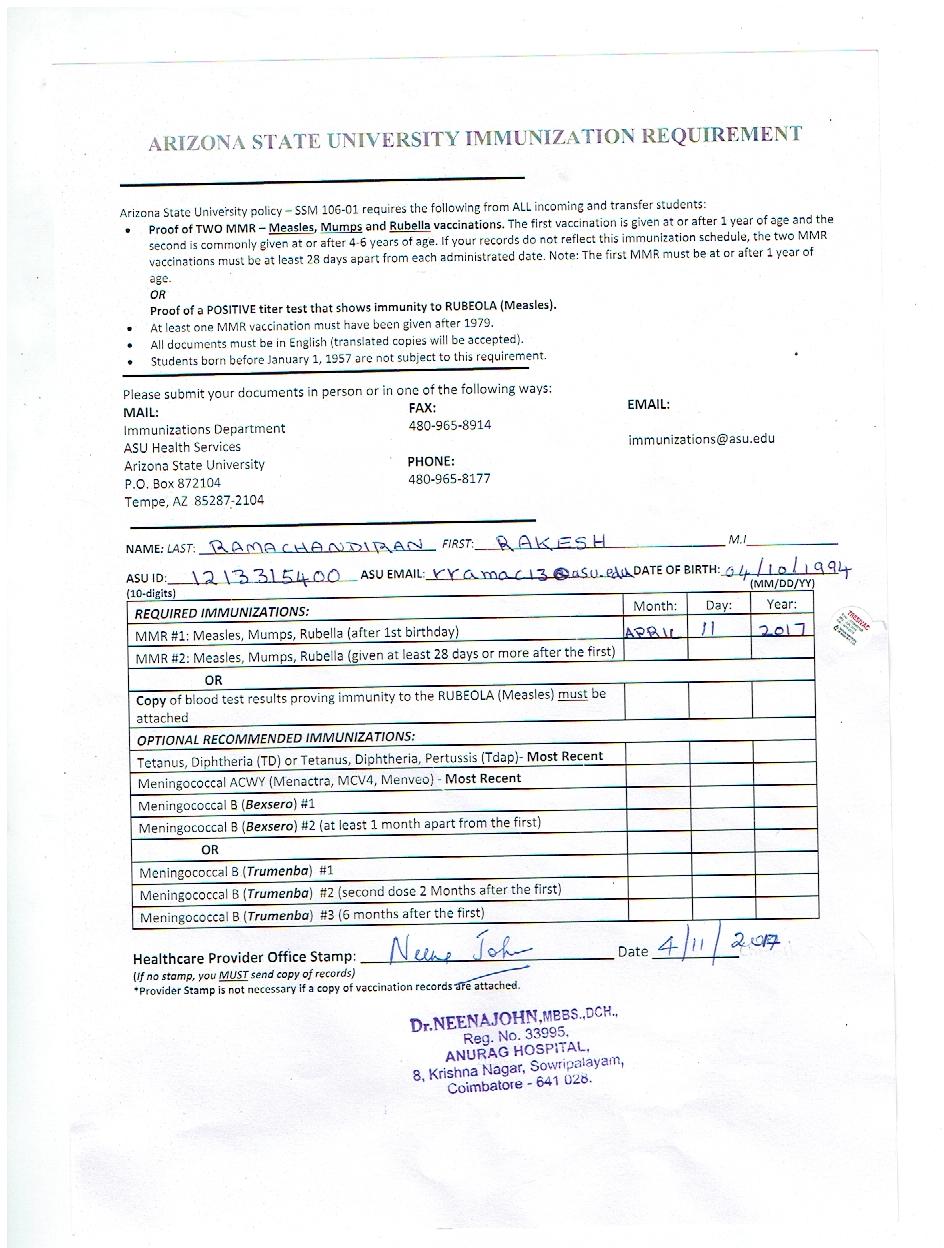 ARIZONA STATE UNIVERSITY IMMUNIZATION REQUIREMENT
Arizona State University policy – SSM 106-01 requires the following from ALL incoming and transfer students:
• Proof of TWO MMR – Measles, Mumps and Rubella vaccinations. The first vaccination is given at or after 1 year of age and the
second is commonly given at or after 4-6 years of age. If your records do not reflect this immunization schedule, the two MMR
vaccinations must be at least 28 days apart from each administrated date. Note: The first MMR must be at or after 1 year of
age.
OR
Proof of a POSITIVE titer test that shows immunity to RUBEOLA (Measles).
• At least one MMR vaccination must have been given after 1979.
• All documents must be in English (translated copies will be accepted).
• Students born before January 1, 1957 are not subject to this requirement.
Please submit your documents in person or in one of the following ways:
MAIL: FAX: EMAIL:
Immunizations Department 480-965-8914
ASU Health Services immunizations@asu.edu
Arizona State University PHONE:
P.O. Box 872104 480-965-8177
Tempe, AZ 85287-2104
NAME: LAST: RAMACHANDIRAN FIRST: RAKESH M.I
ASU ID: 1213315400 ASU EMAIL: rramac13@asu.edu DATE OF BIRTH: 04/10/1994
(10-digits) (MM/DD/YY)
REQUIRED IMMUNIZATIONS: Month: Day: Year:
MMR #1: Measles, Mumps, Rubella (after 1st birthday) APRIL 11 2017
MMR #2: Measles, Mumps, Rubella (given at least 28 days or more after the first)
OR
Copy of blood test results proving immunity to the RUBEOLA (Measles) must be
attached
OPTIONAL RECOMMENDED IMMUNIZATIONS:
Tetanus, Diphtheria (TD) or Tetanus, Diphtheria, Pertussis (Tdap)- Most Recent
Meningococcal ACWY (Menactra, MCV4, Menveo) - Most Recent
Meningococcal B (Bexsero) #1
Meningococcal B (Bexsero) #2 (at least 1 month apart from the first)
OR
Meningococcal B (Trumenba) #1
Meningococcal B (Trumenba) #2 (second dose 2 Months after the first)
Meningococcal B (Trumenba) #3 (6 months after the first)
Healthcare Provider Office Stamp: Neena John Date 4/11/2017
(If no stamp, you MUST send copy of records)
*Provider Stamp is not necessary if a copy of vaccination records are attached.
Dr.NEENAJOHN,MBBS.,DCH.,
Reg. No. 33995,
ANURAG HOSPITAL,
8, Krishna Nagar, Sowripalayam,
Coimbatore - 641 028.